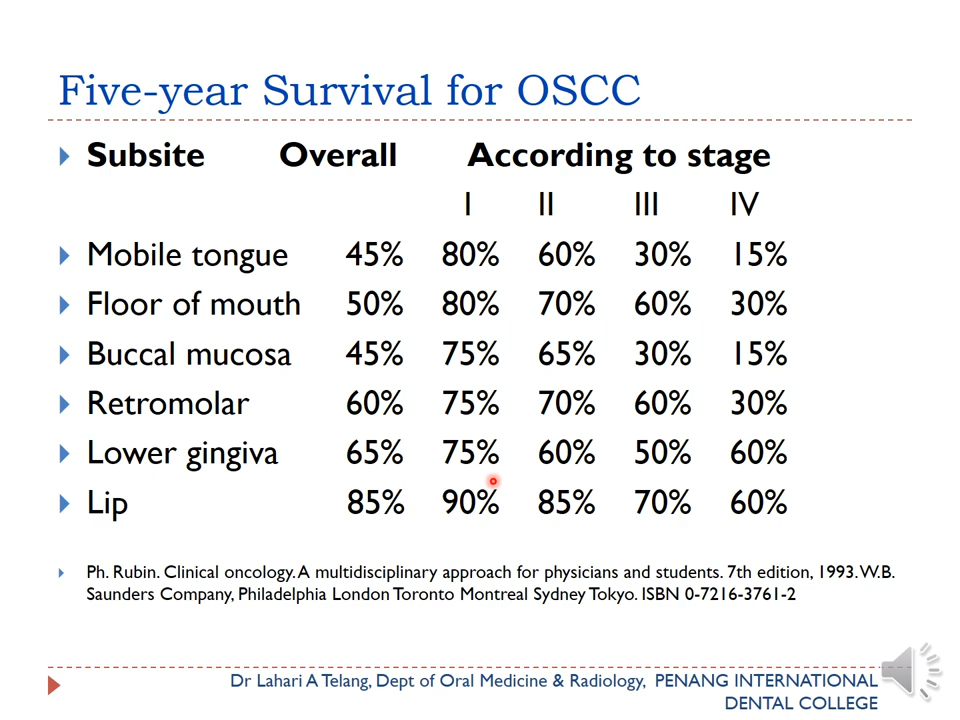 Five-year Survival for OSCC
Subsite Overall According to stage
I II III IV
Mobile tongue 45% 80% 60% 30% 15%
Floor of mouth 50% 80% 70% 60% 30%
Buccal mucosa 45% 75% 65% 30% 15%
Retromolar 60% 75% 70% 60% 30%
Lower gingiva 65% 75% 60% 50% 60%
Lip 85% 90% 85% 70% 60%
Ph. Rubin. Clinical oncology. A multidisciplinary approach for physicians and students. 7th edition, 1993. W.B.
Saunders Company, Philadelphia London Toronto Montreal Sydney Tokyo. ISBN 0-7216-3761-2
Dr Lahari A Telang, Dept of Oral Medicine & Radiology, PENANG INTERNATIONAL
DENTAL COLLEGE